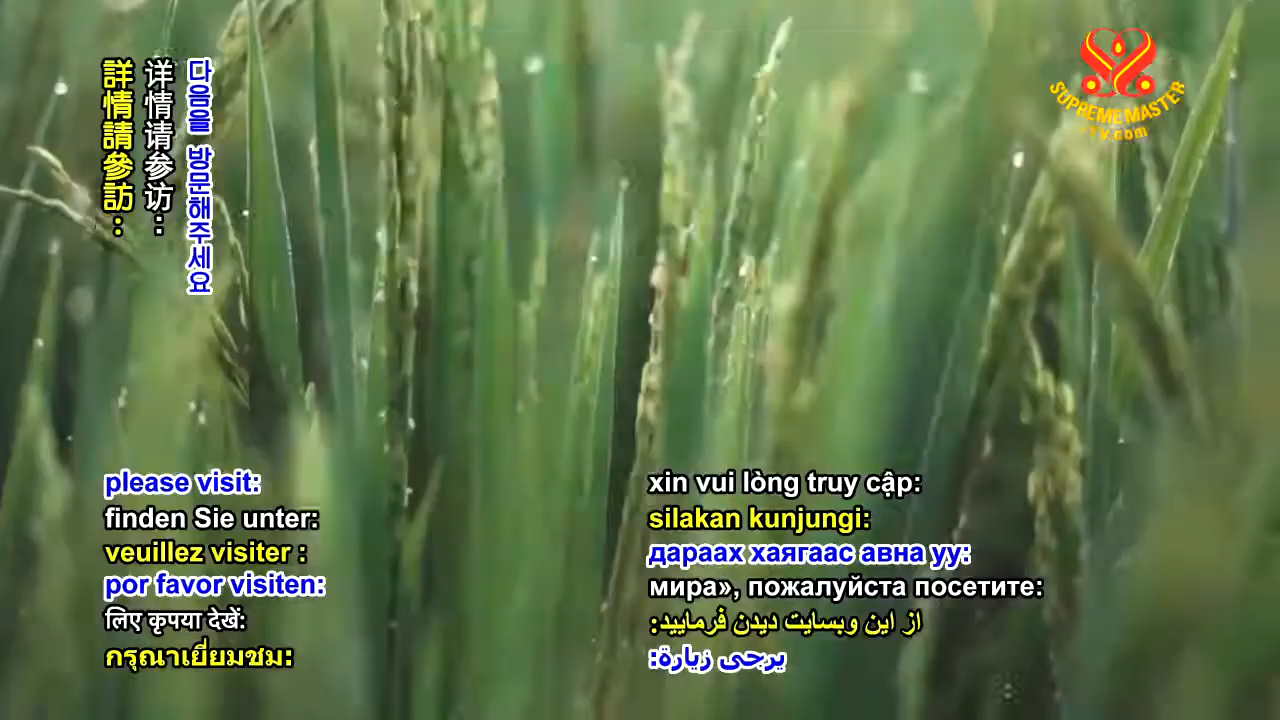 詳情請參訪:
详情请参访:
다음을 방문해주세요
SUPREME MASTER
TV.com
please visit:
finden Sie unter:
veuillez visiter :
por favor visiten:
लिए कृपया देखें:
กรุณาเยี่ยมชม:
xin vui lòng truy cập:
silakan kunjungi:
дараах хаягаас авна уу:
мира», пожалуйста посетите:
از این وبسایت دیدن فرمایید:
يرجى زيارة: